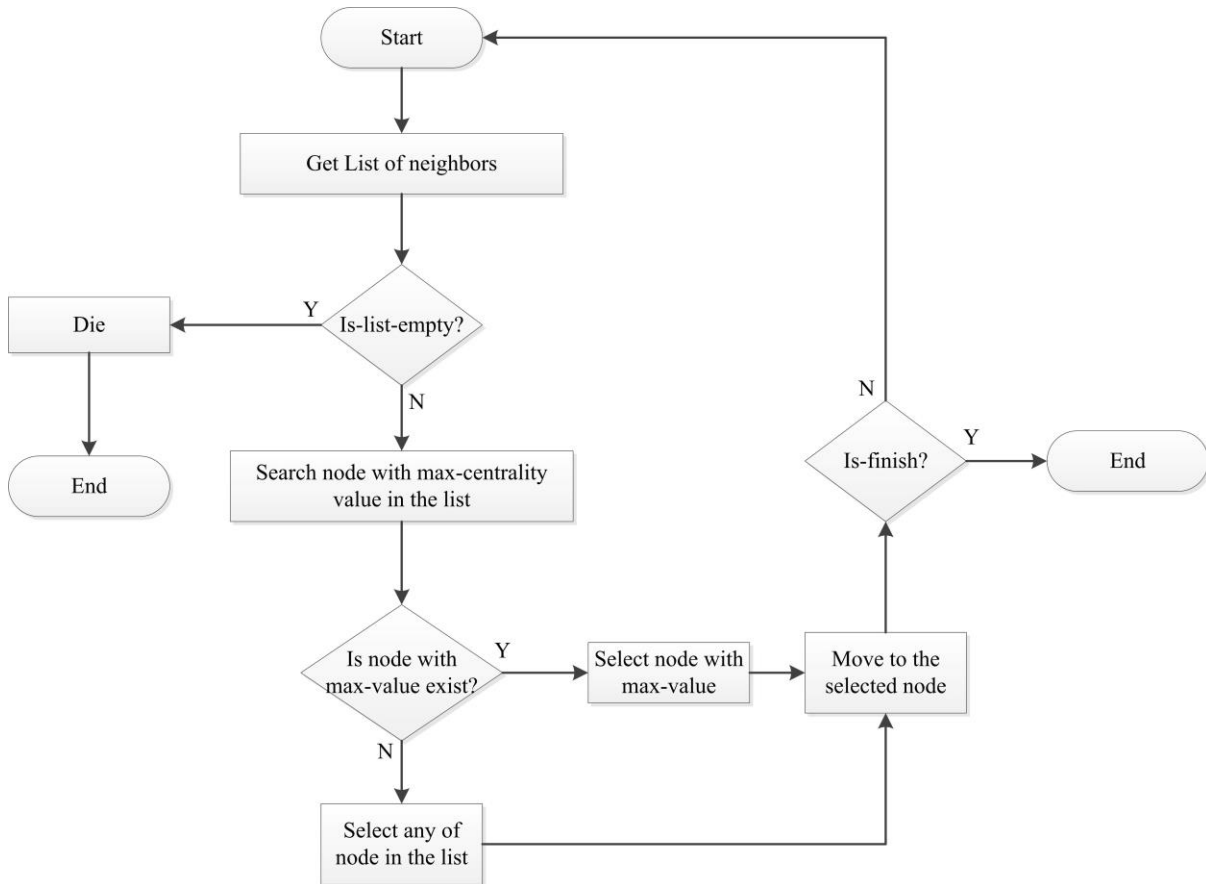 Start
Get List of neighbors
Is-list-empty?
Y
Die
End
N
Search node with max-centrality
value in the list
Is node with
max-value exist?
Y
Select node with
max-value
Move to the
selected node
N
Select any of
node in the list
Is-finish?
N
Y
End